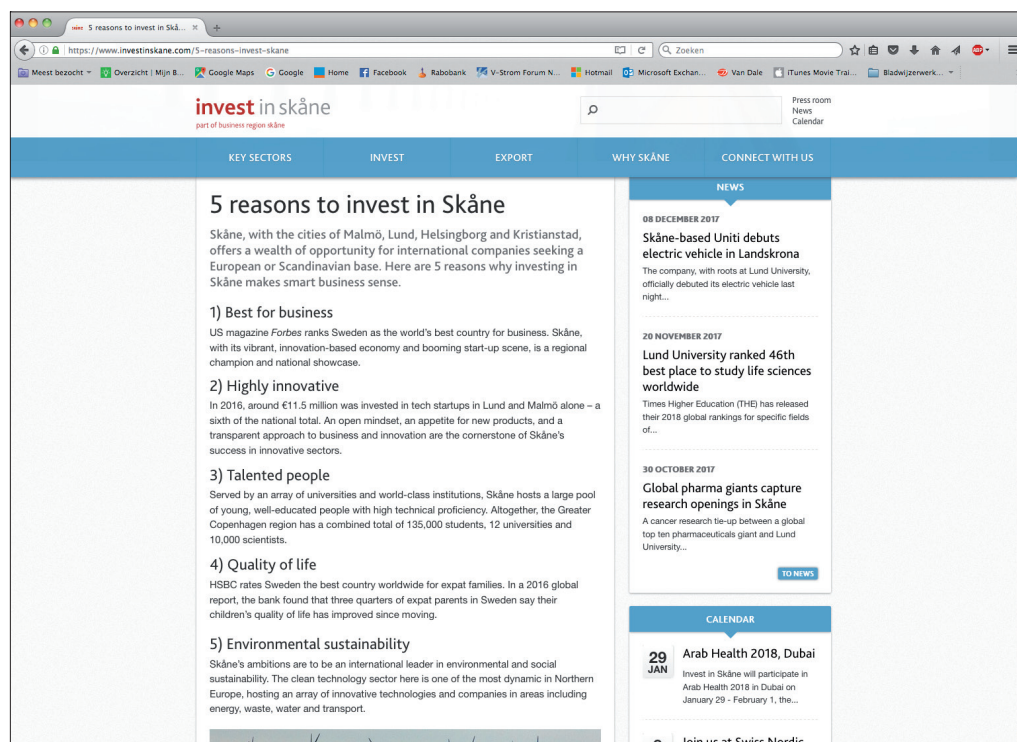 5 reasons to invest in Skå...
https://www.investinskane.com/5-reasons-invest-skane
Zoeken
Meest bezocht
Overzicht | Mijn B...
Google Maps
Google
Home
Facebook
Rabobank
V-Strom Forum N...
Hotmail
Microsoft Exchan...
Van Dale
iTunes Movie Trai...
Bladwijzerwerk...
invest in skåne
part of business region skåne
Press room
News
Calendar
KEY SECTORS
INVEST
EXPORT
WHY SKÅNE
CONNECT WITH US
5 reasons to invest in Skåne
Skåne, with the cities of Malmö, Lund, Helsingborg and Kristianstad,
offers a wealth of opportunity for international companies seeking a
European or Scandinavian base. Here are 5 reasons why investing in
Skåne makes smart business sense.
1) Best for business
US magazine Forbes ranks Sweden as the world's best country for business. Skåne,
with its vibrant, innovation-based economy and booming start-up scene, is a regional
champion and national showcase.
2) Highly innovative
In 2016, around €11.5 million was invested in tech startups in Lund and Malmö alone – a
sixth of the national total. An open mindset, an appetite for new products, and a
transparent approach to business and innovation are the cornerstone of Skåne's
success in innovative sectors.
3) Talented people
Served by an array of universities and world-class institutions, Skåne hosts a large pool
of young, well-educated people with high technical proficiency. Altogether, the Greater
Copenhagen region has a combined total of 135,000 students, 12 universities and
10,000 scientists.
4) Quality of life
HSBC rates Sweden the best country worldwide for expat families. In a 2016 global
report, the bank found that three quarters of expat parents in Sweden say their
children's quality of life has improved since moving.
5) Environmental sustainability
Skåne's ambitions are to be an international leader in environmental and social
sustainability. The clean technology sector here is one of the most dynamic in Northern
Europe, hosting an array of innovative technologies and companies in areas including
energy, waste, water and transport.
NEWS
08 DECEMBER 2017
Skåne-based Uniti debuts
electric vehicle in Landskrona
The company, with roots at Lund University,
officially debuted its electric vehicle last
night...
20 NOVEMBER 2017
Lund University ranked 46th
best place to study life sciences
worldwide
Times Higher Education (THE) has released
their 2018 global rankings for specific fields
of...
30 OCTOBER 2017
Global pharma giants capture
research openings in Skåne
A cancer research tie-up between a global
top ten pharmaceuticals giant and Lund
University...
TO NEWS
CALENDAR
29
JAN
Arab Health 2018, Dubai
Invest in Skåne will participate in
Arab Health 2018 in Dubai on
January 29 - February 1, the...
Join us at Swiss Nordic